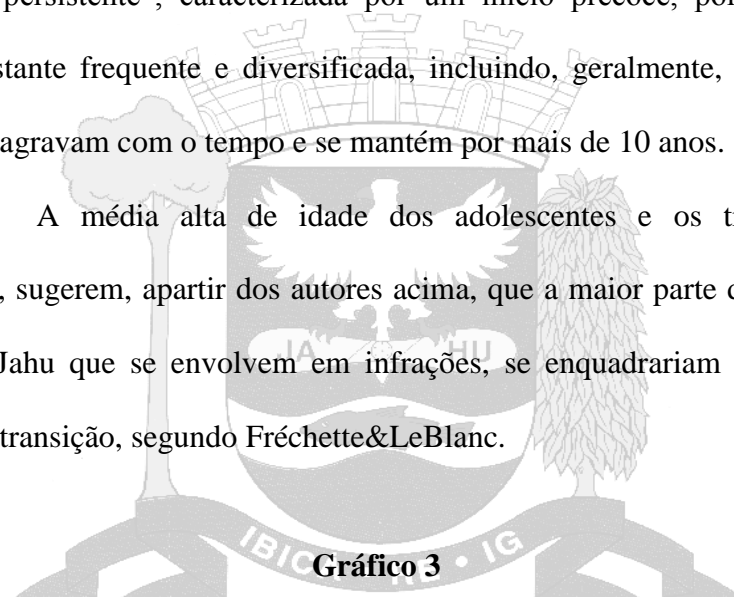 persistente", caracterizada por um início precoce, por
stante frequente e diversificada, incluindo, geralmente,
agravam com o tempo e se mantém por mais de 10 anos.
A média alta de idade dos adolescentes e os
, sugerem, apartir dos autores acima, que a maior parte
Jahu que se envolvem em infrações, se enquadrariam
transição, segundo Fréchette&LeBlanc.
JA HU
Gráfico 3